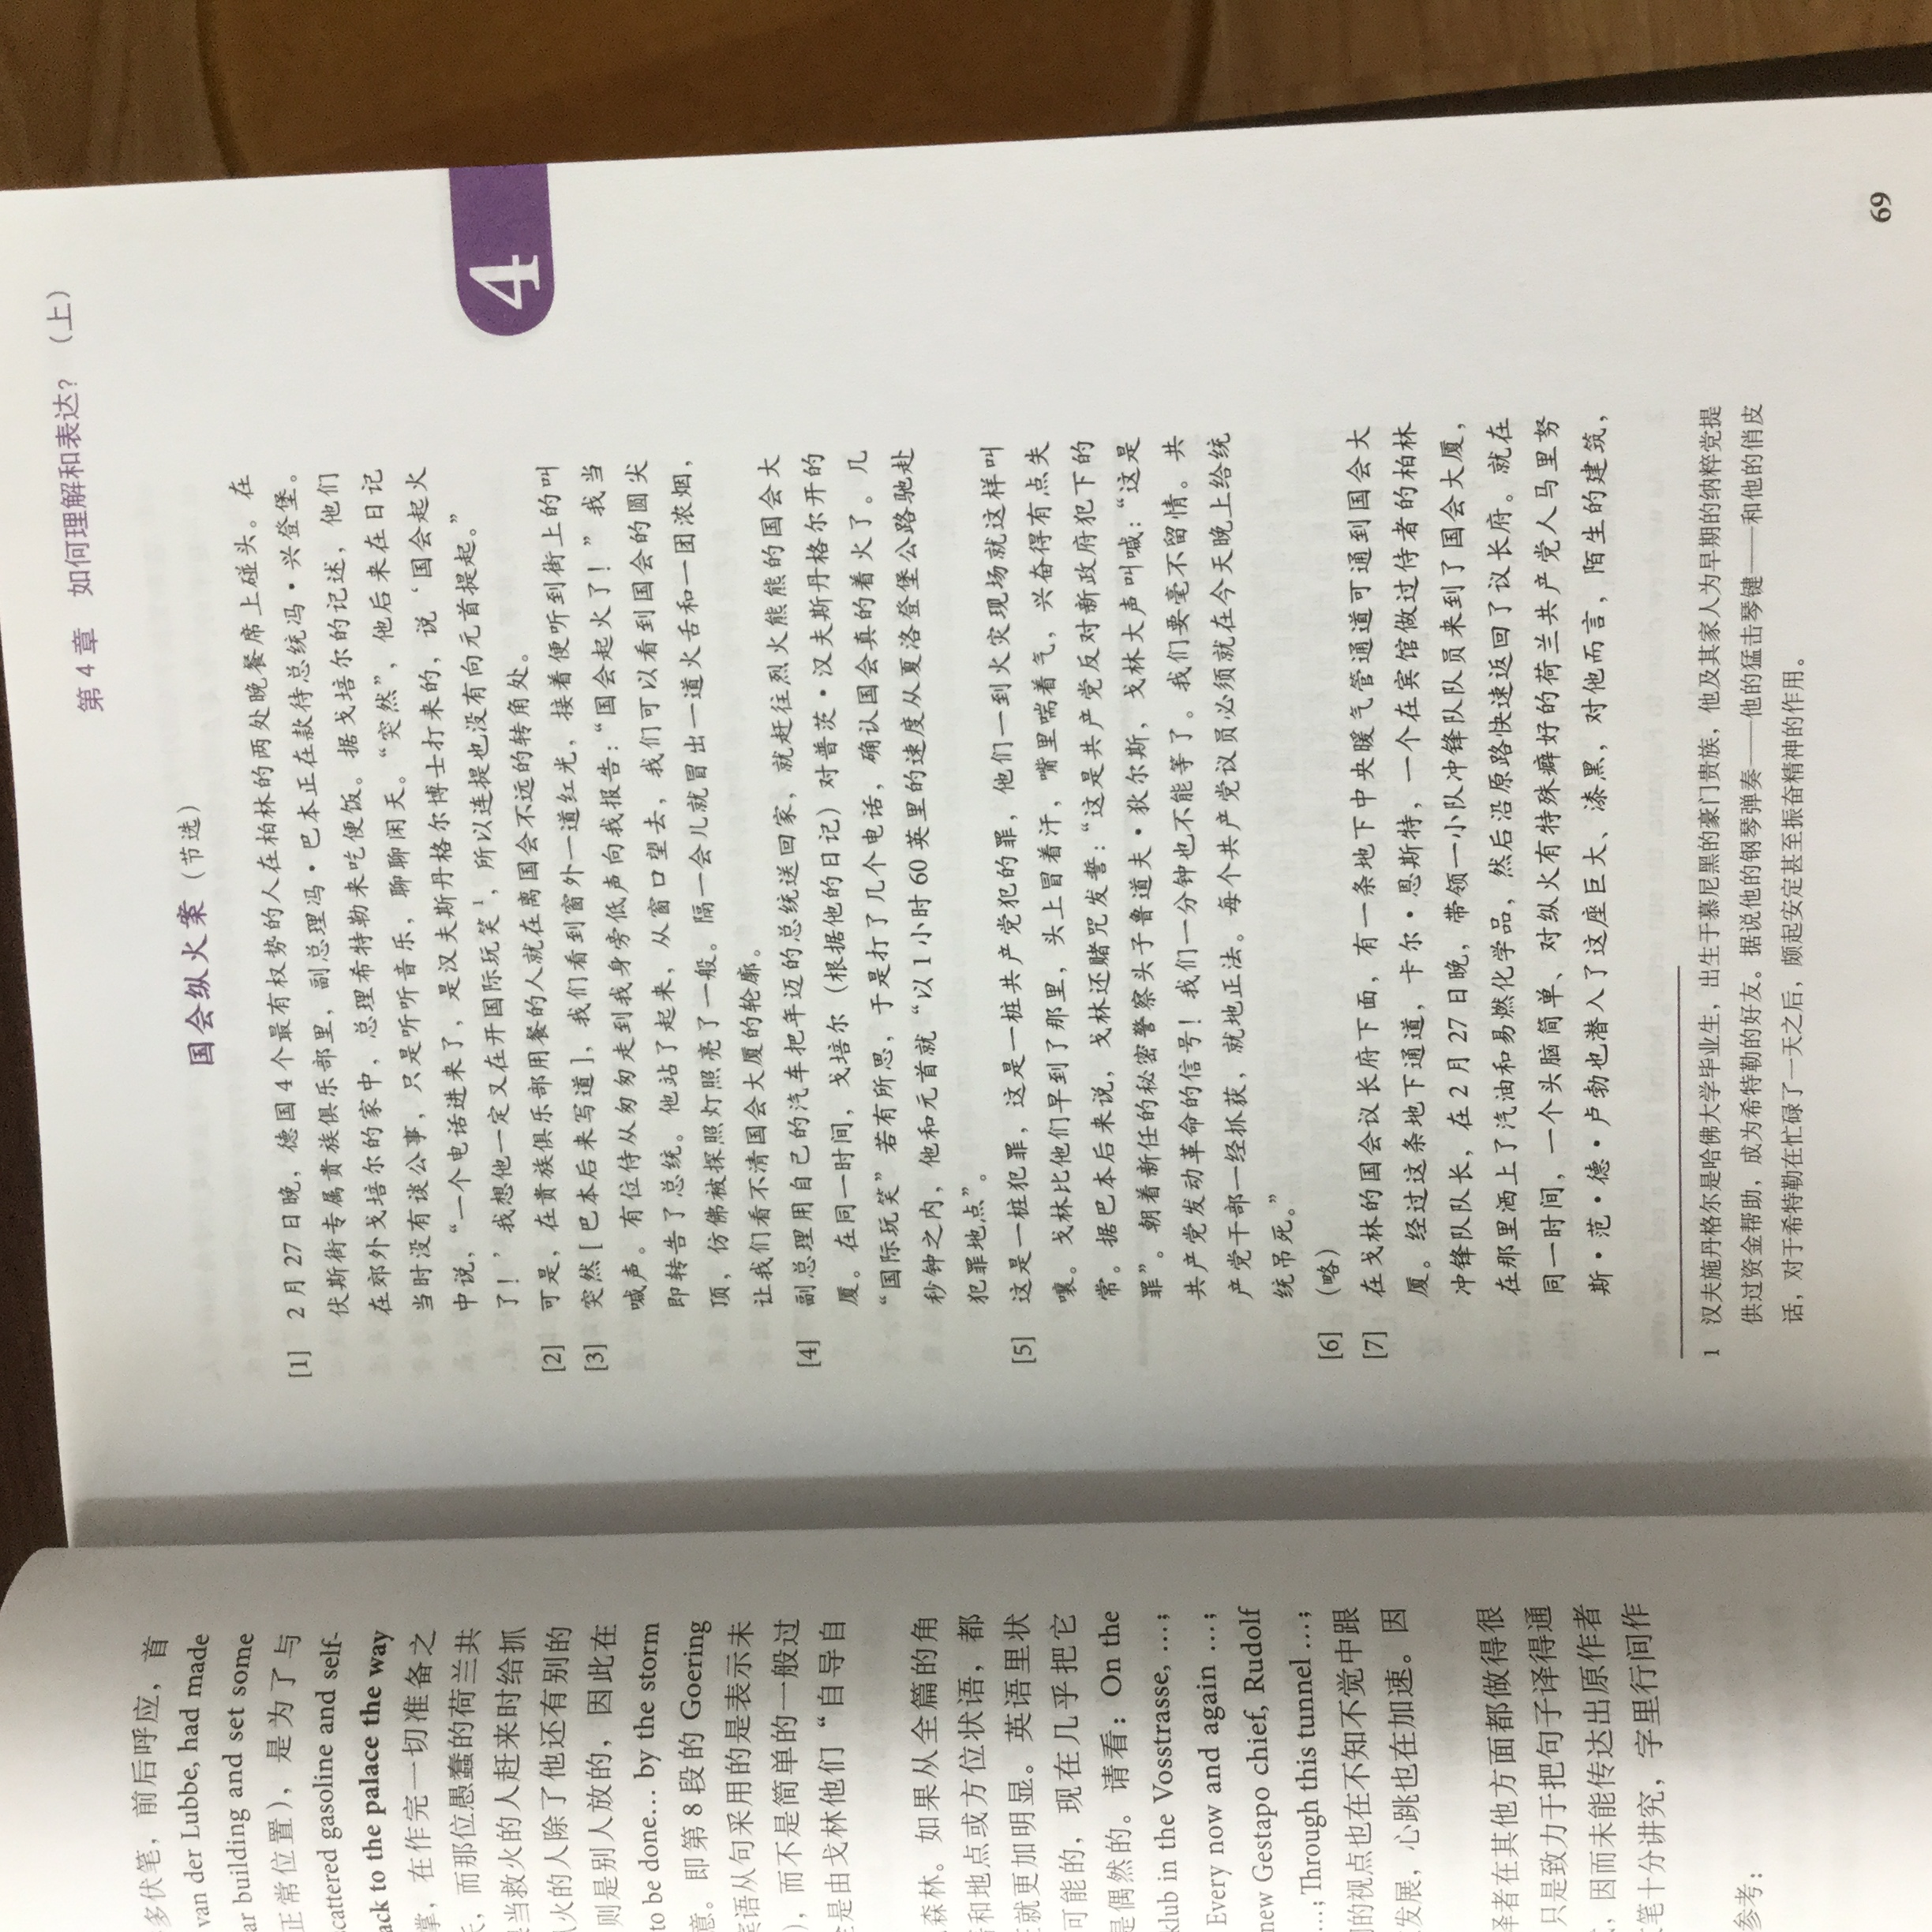 多伏笔，前后呼应，首
van der Lubbe, had made
ar building and set some
正常位置），是为了与
scattered gasoline and self-
ack to the palace the way
掌，在作完一切准备之
天，而那位愚蠢的荷兰共
当救火的人赶来时给抓
火的人除了他还有别的
则是别人放的，因此在
to be done… by the storm
意。即第 8 段的 Goering
宾语从句采用的是表示未
），而不是简单的一般过
是由戈林他们“自导自
森林。如果从全篇的角
和地点或方位状语，都
就更加明显。英语里状
可能的，现在几乎把它
是偶然的。请看：On the
klub in the Vosstrasse, …;
Every now and again …;
new Gestapo chief, Rudolf
…; Through this tunnel …;
的视点也在不知不觉中跟
发展，心跳也在加速。因
译者在其他方面都做得很
只是致力于把句子译得通
，因而未能传达出原作者
笔十分讲究，字里行间作
参考：
第 4 章 如何理解和表达？（上）
4
国会纵火案（节选）
[1] 2 月 27 日晚，德国 4 个最有权势的人在柏林的两处晚餐席上碰头。在
伏斯街专属贵族俱乐部里，副总理冯·巴本正在款待总统冯·兴登堡。
在郊外戈培尔的家中，总理希特勒来吃便饭。据戈培尔的记述，他们
当时没有谈公事，只是听听音乐，聊聊闲天。“突然”，他后来在日记
中说，“一个电话进来了，是汉夫斯丹格尔博士打来的，说‘国会起火
了！’我想他一定又在开国际玩笑¹，所以连提也没有向元首提起。”
[2] 可是，在贵族俱乐部用餐的人就在离国会不远的转角处。
[3] 突然[巴本后来写道]，我们看到窗外一道红光，接着便听到街上的叫
喊声。有位侍从匆匆走到我身旁低声向我报告：“国会起火了！”我当
即转告了总统。他站了起来，从窗口望去，我们可以看到国会的圆尖
顶，仿佛被探照灯照亮了一般。隔一会儿就冒出一道火舌和一团浓烟，
让我们看不清国会大厦的轮廓。
[4] 副总理用自己的汽车把年迈的总统送回家，就赶往烈火熊熊的国会大
厦。在同一时间，戈培尔（根据他的日记）对普茨·汉夫斯丹格尔开的
“国际玩笑”若有所思，于是打了几个电话，确认国会真的着火了。几
秒钟之内，他和元首就“以 1 小时 60 英里的速度从夏洛登堡公路驰赴
犯罪地点”。
[5] 这是一桩犯罪，这是一桩共产党犯的罪，他们一到火灾现场就这样叫
嚷。戈林比他们早到了那里，头上冒着汗，嘴里喘着气，兴奋得有点失
常。据巴本后来说，戈林还赌咒发誓：“这是共产党反对新政府犯下的
罪”。朝着新任的秘密警察头子鲁道夫·狄尔斯，戈林大声叫喊：“这是
共产党发动革命的信号！我们一分钟也不能等了。我们要毫不留情。共
产党干部一经抓获，就地正法。每个共产党议员必须就在今天晚上给统
统吊死。”
[6] （略）
[7] 在戈林的国会议长府下面，有一条地下中央暖气管通道可通到国会大
厦。经过这条地下通道，卡尔·恩斯特，一个在宾馆做过侍者的柏林
冲锋队队长，在 2 月 27 日晚，带领一小队冲锋队队员来到了国会大厦，
在那里洒上了汽油和易燃化学品，然后沿原路快速返回了议长府。就在
同一时间，一个头脑简单、对纵火有特殊癖好的荷兰共产党人马里努
斯·范·德·卢勃也潜入了这座巨大、漆黑，对他而言，陌生的建筑，
1 汉夫施丹格尔是哈佛大学毕业生，出生于慕尼黑的豪门贵族，他及其家人为早期的纳粹党提
供过资金帮助，成为希特勒的好友。据说他的钢琴弹奏——他的猛击琴键——和他的俏皮
话，对于希特勒在忙碌了一天之后，颇起安定甚至振奋精神的作用。
69